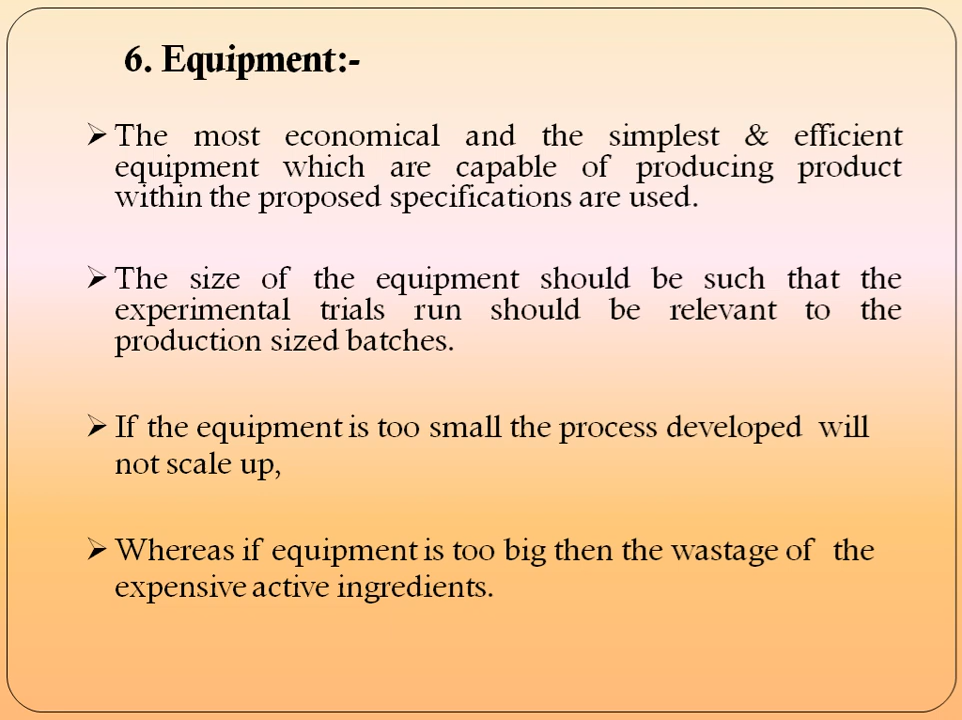 6. Equipment:-
➢ The most economical and the simplest & efficient
equipment which are capable of producing product
within the proposed specifications are used.
➢ The size of the equipment should be such that the
experimental trials run should be relevant to the
production sized batches.
➢ If the equipment is too small the process developed will
not scale up,
➢ Whereas if equipment is too big then the wastage of the
expensive active ingredients.